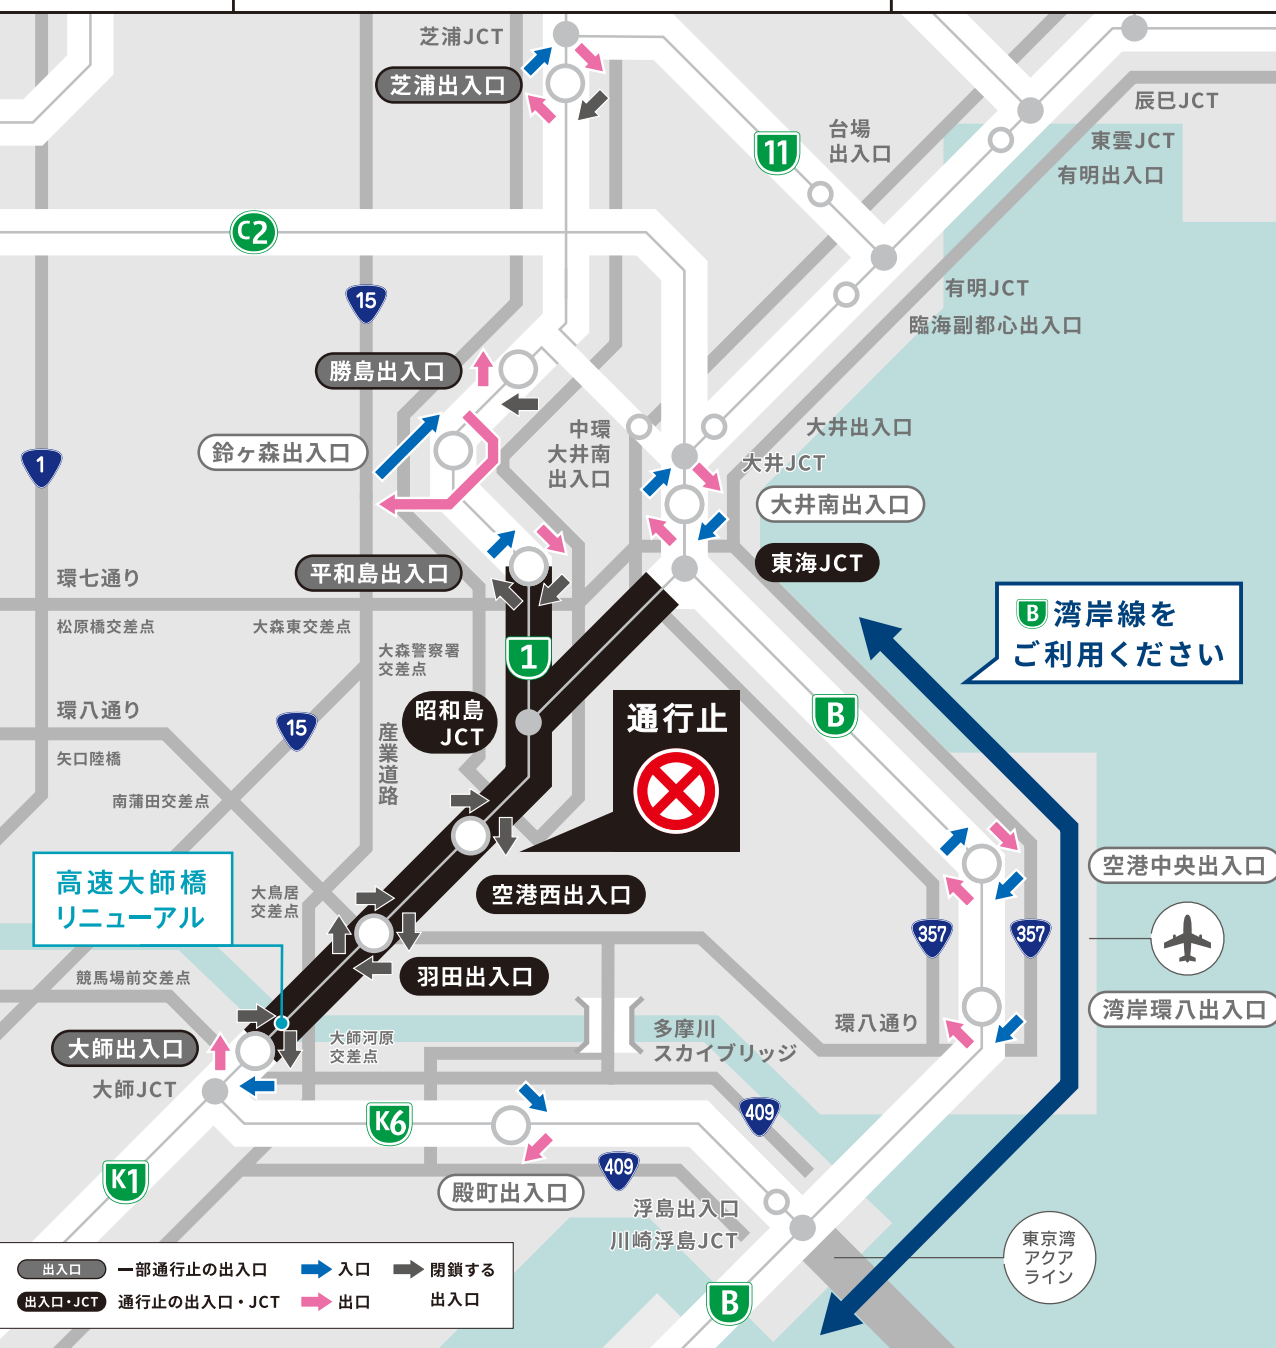 芝浦JCT
芝浦出入口
11
台場
出入口
辰巳JCT
東雲JCT
有明出入口
C2
15
有明JCT
臨海副都心出入口
勝島出入口
鈴ヶ森出入口
1
中環
大井南
出入口
大井出入口
大井JCT
大井南出入口
東海JCT
平和島出入口
環七通り
松原橋交差点
大森東交差点
B 湾岸線を
ご利用ください
大森警察署
交差点
1
環八通り
矢口陸橋
15
昭和島
JCT
産業道路
通行止
B
南蒲田交差点
高速大師橋
リニューアル
大鳥居
交差点
空港西出入口
空港中央出入口
357
357
羽田出入口
競馬場前交差点
湾岸環八出入口
環八通り
多摩川
スカイブリッジ
大師河原
交差点
大師出入口
大師JCT
K6
409
409
K1
殿町出入口
浮島出入口
川崎浮島JCT
東京湾
アクア
ライン
B
出入口 一部通行止の出入口 入口 閉鎖する
出入口
出入口・JCT 通行止の出入口・JCT 出口